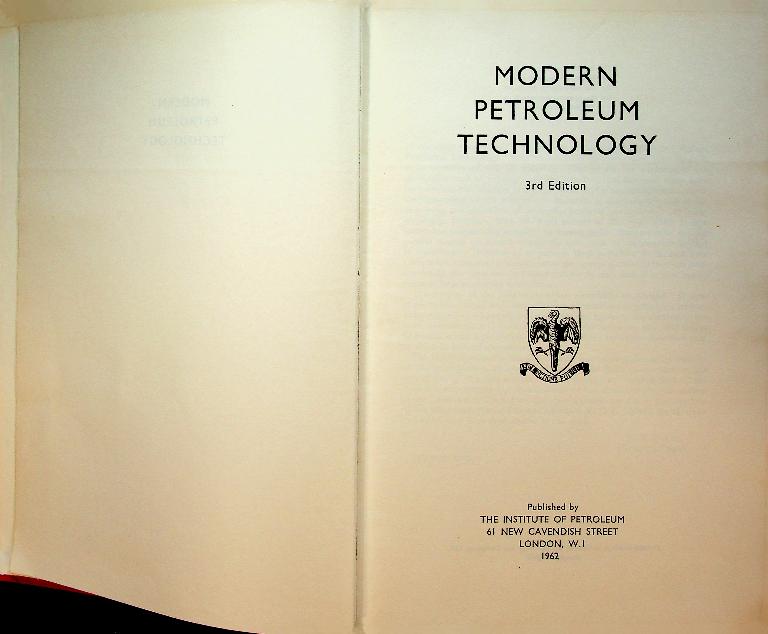 MODERN
PETROLEUM
TECHNOLOGY
3rd Edition
Published by
THE INSTITUTE OF PETROLEUM
61 NEW CAVENDISH STREET
LONDON, W.1
1962